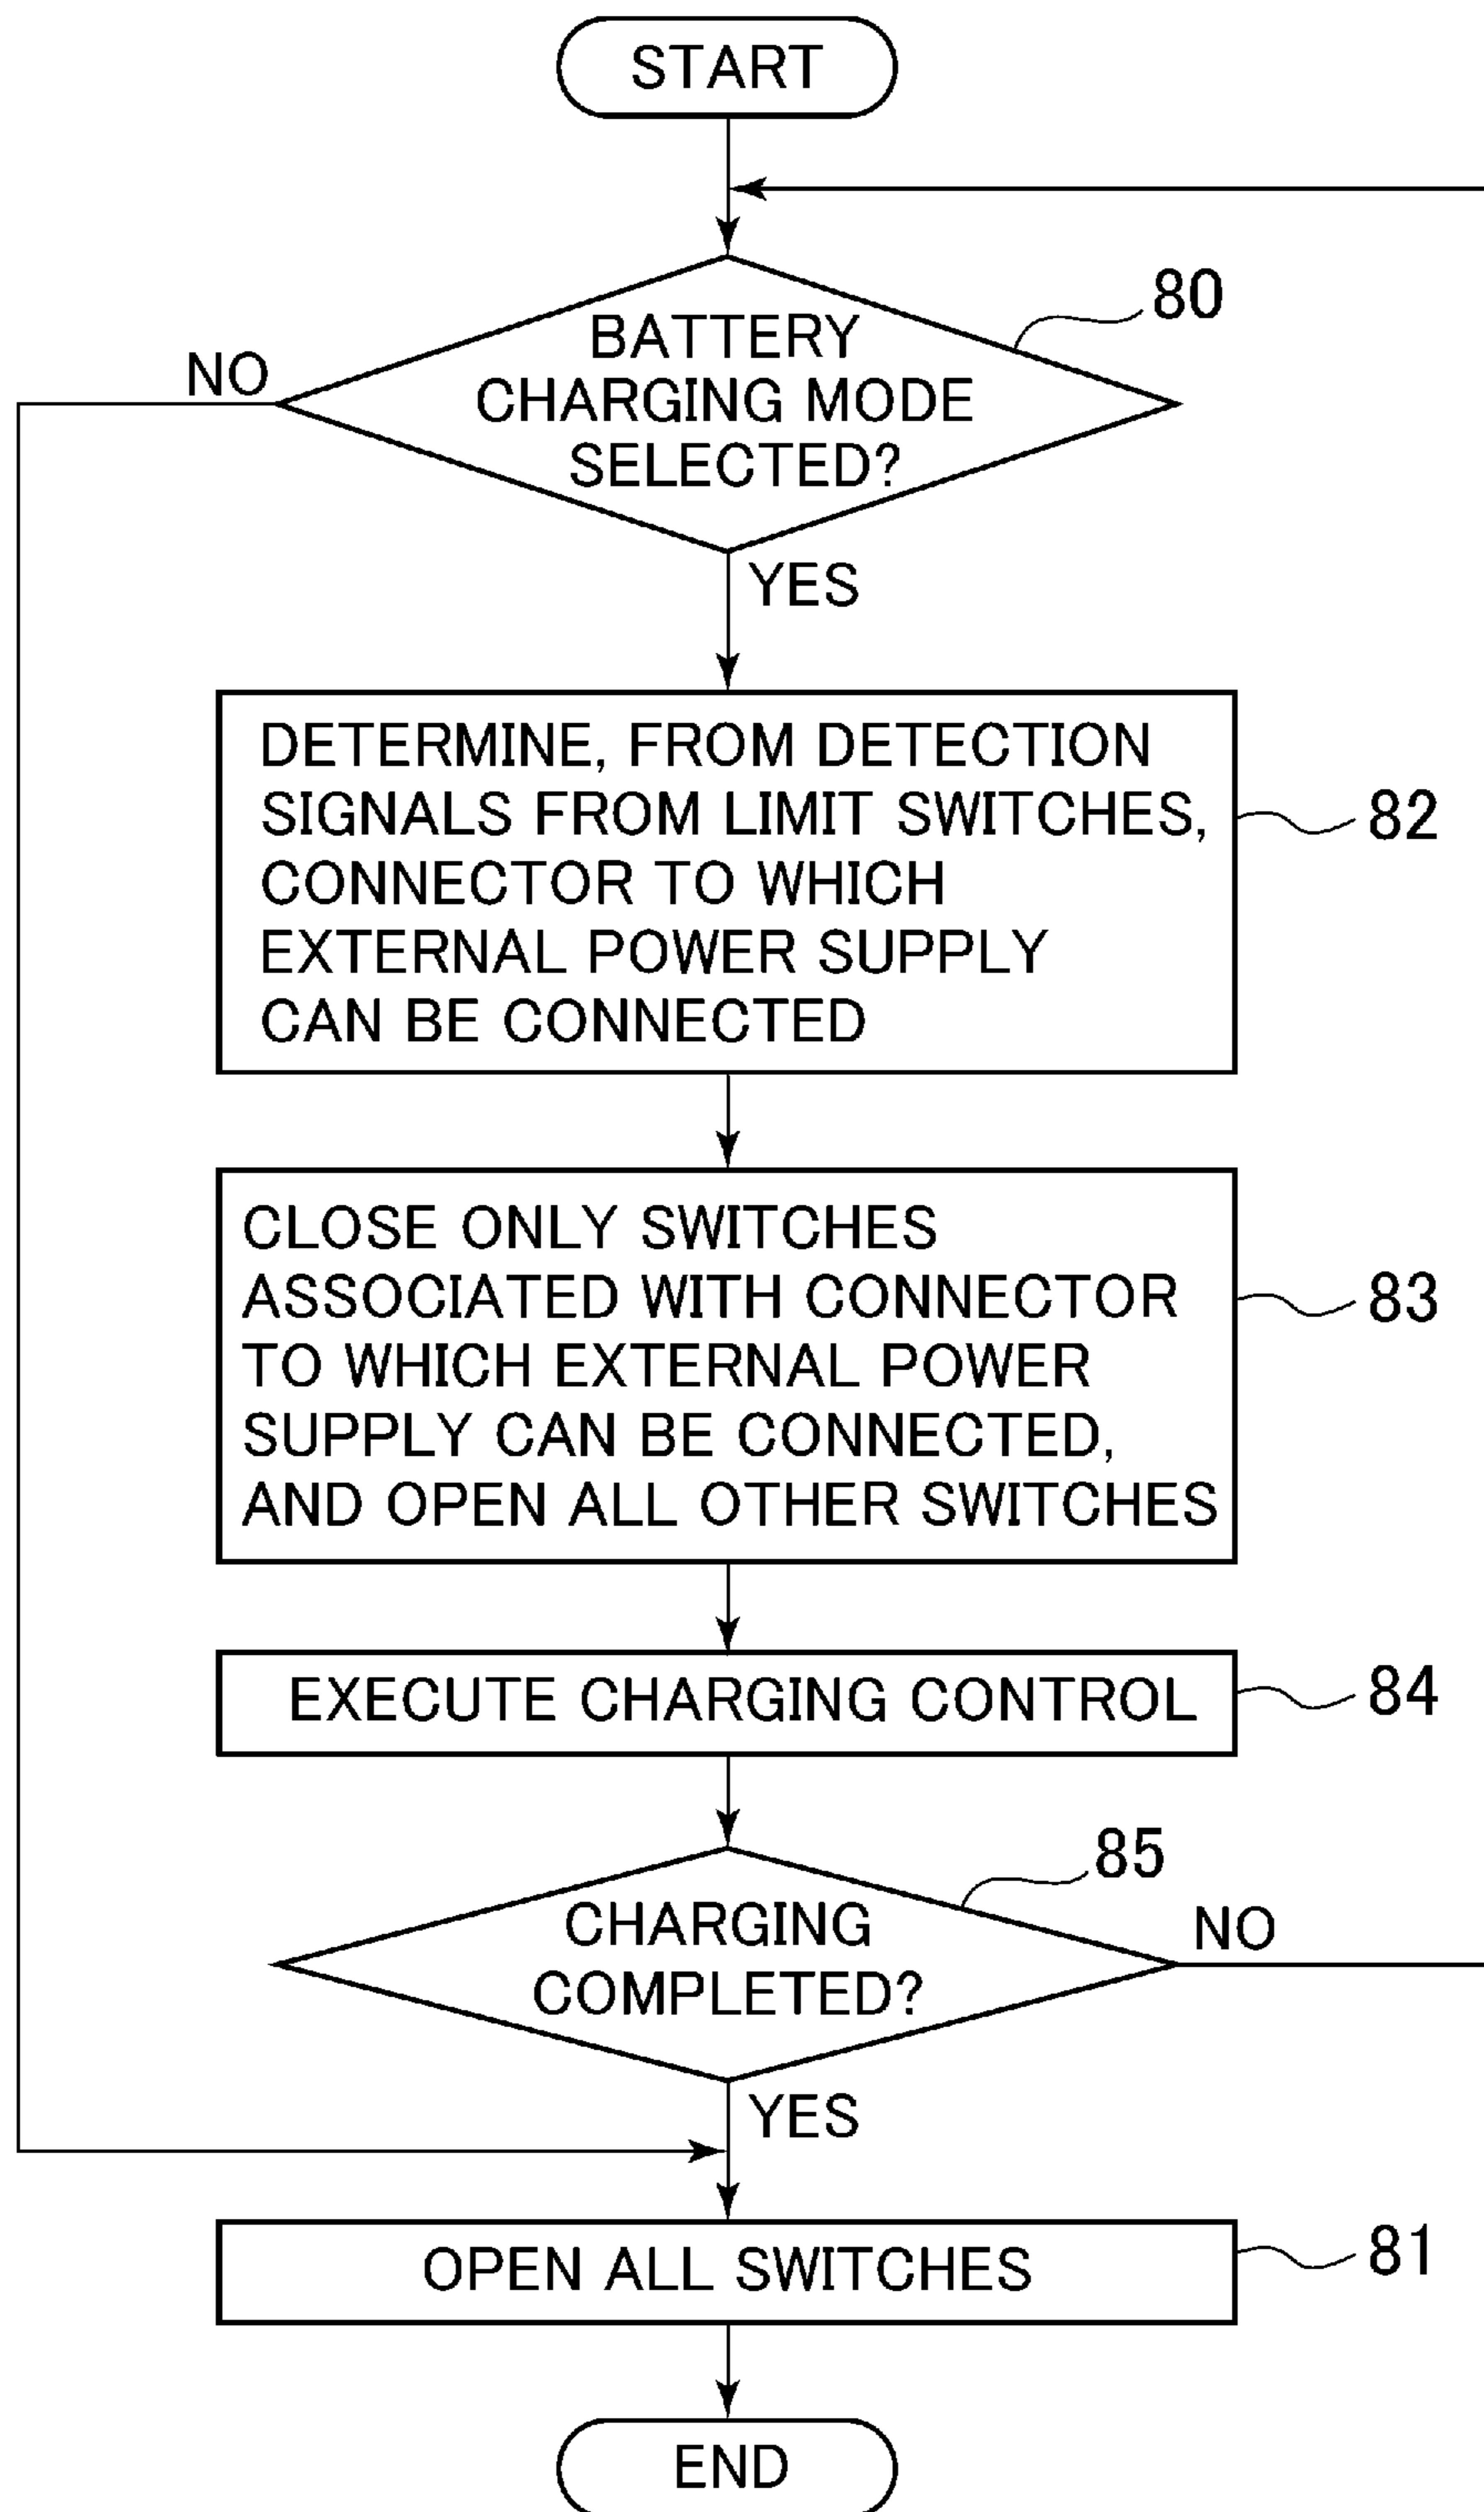 START
80
BATTERY
CHARGING MODE
SELECTED?
NO
YES
DETERMINE, FROM DETECTION
SIGNALS FROM LIMIT SWITCHES,
CONNECTOR TO WHICH
EXTERNAL POWER SUPPLY
CAN BE CONNECTED
82
CLOSE ONLY SWITCHES
ASSOCIATED WITH CONNECTOR
TO WHICH EXTERNAL POWER
SUPPLY CAN BE CONNECTED,
AND OPEN ALL OTHER SWITCHES
83
EXECUTE CHARGING CONTROL
84
85
CHARGING
COMPLETED?
NO
YES
OPEN ALL SWITCHES
81
END